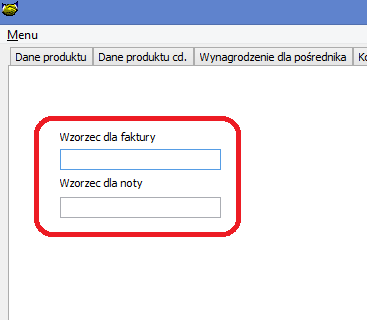 Menu
Dane produktu Dane produktu cd. Wynagrodzenie dla pośrednika
Wzorzec dla faktury
Wzorzec dla noty